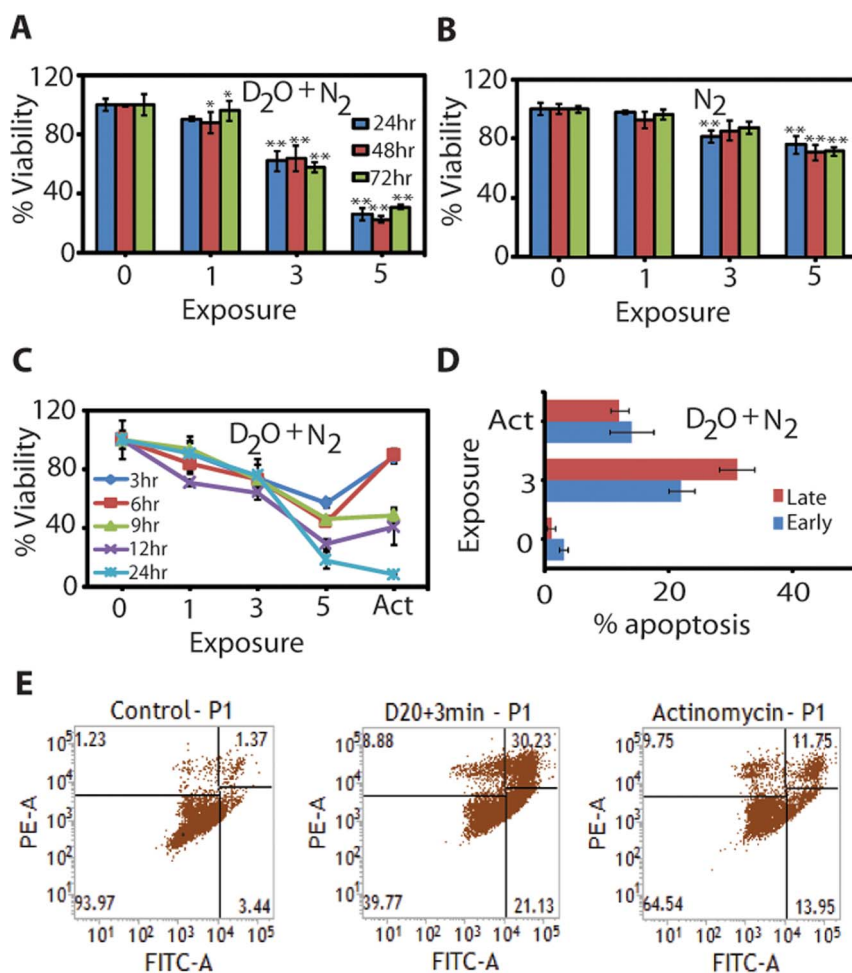 A
% Viability
120
80
40
0
D2O + N2
* *
** ** **
** ** **
24hr
48hr
72hr
0 1 3 5
Exposure
B
% Viability
120
80
40
0
N2
**
** ** **
0 1 3 5
Exposure
C
% Viability
120
80
40
0
D2O + N2
3hr
6hr
9hr
12hr
24hr
0 1 3 5 Act
Exposure
D
Exposure
Act
3
0
D2O + N2
Late
Early
0 20 40
% apoptosis
E
Control - P1
1.23 1.37
93.97 3.44
PE-A
10^5
10^4
10^3
10^2
10^1
10^1 10^2 10^3 10^4 10^5
FITC-A
D20+3min - P1
8.88 30.23
39.77 21.13
PE-A
10^5
10^4
10^3
10^2
10^1
10^1 10^2 10^3 10^4 10^5
FITC-A
Actinomycin - P1
9.75 11.75
64.54 13.95
PE-A
10^5
10^4
10^3
10^2
10^1
10^1 10^2 10^3 10^4 10^5
FITC-A